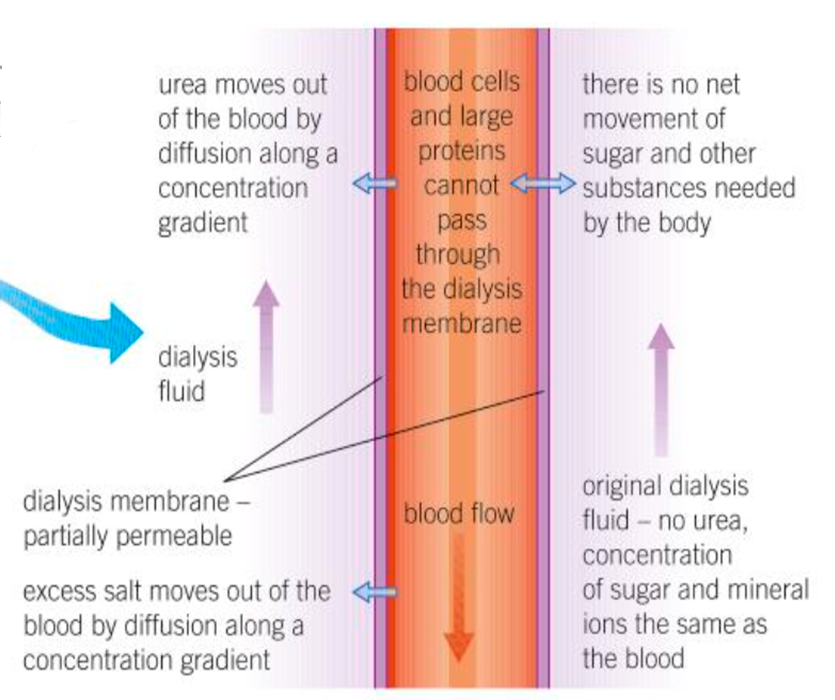 urea moves out
of the blood by
diffusion along a
concentration
gradient
blood cells
and large
proteins
cannot
pass
through
the dialysis
membrane
there is no net
movement of
sugar and other
substances needed
by the body
dialysis
fluid
dialysis membrane –
partially permeable
blood flow
original dialysis
fluid – no urea,
concentration
of sugar and mineral
ions the same as
the blood
excess salt moves out of the
blood by diffusion along a
concentration gradient